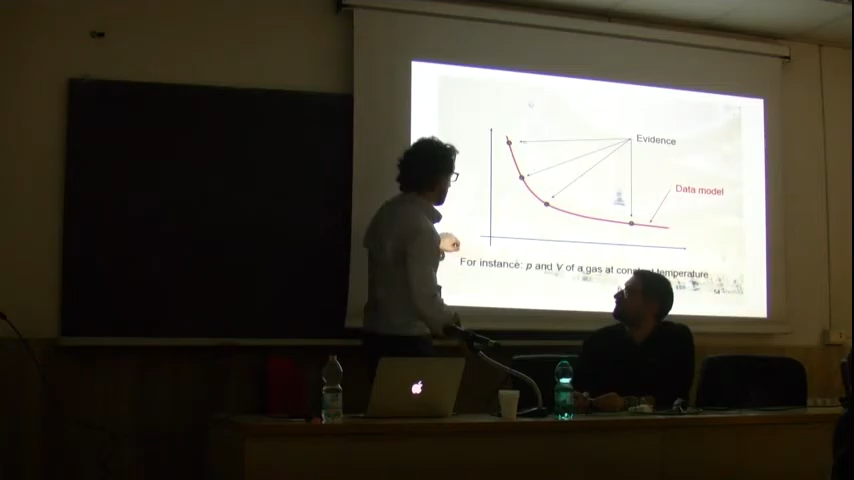 Evidence
Data model
For instance: p and V of a gas at constant temperature